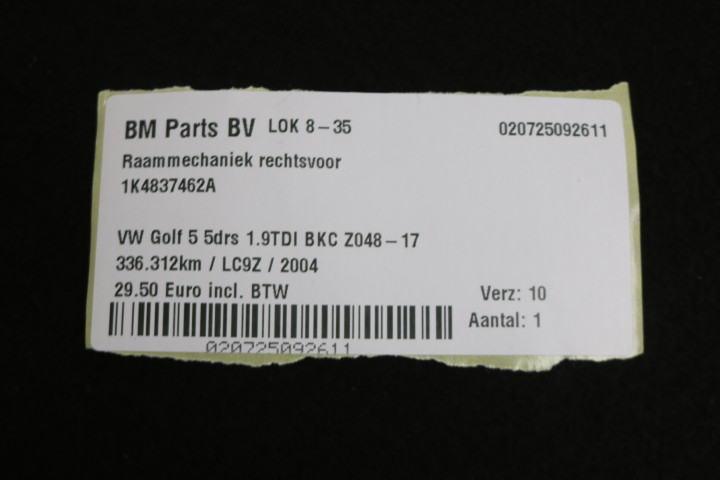 BM Parts BV LOK 8-35 020725092611
Raammechaniek rechtsvoor
1K4837462A
VW Golf 5 5drs 1.9TDI BKC Z048-17
336.312km / LC9Z / 2004
29.50 Euro incl. BTW Verz: 10
Aantal: 1
020725092611